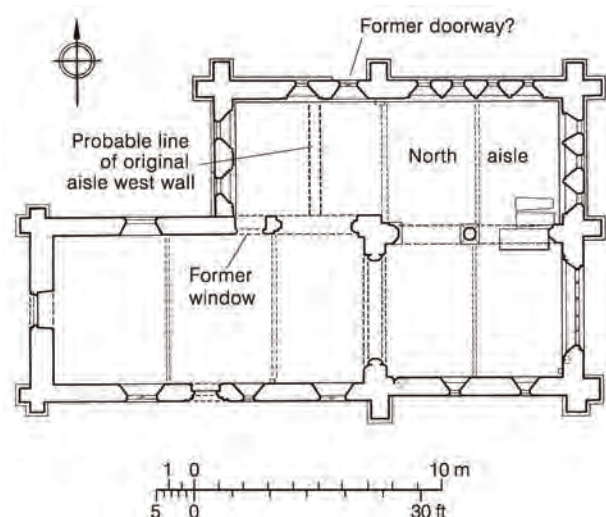 Former doorway?
Probable line
of original
aisle west wall
North aisle
Former
window
1 0 10 m
5 0 30 ft